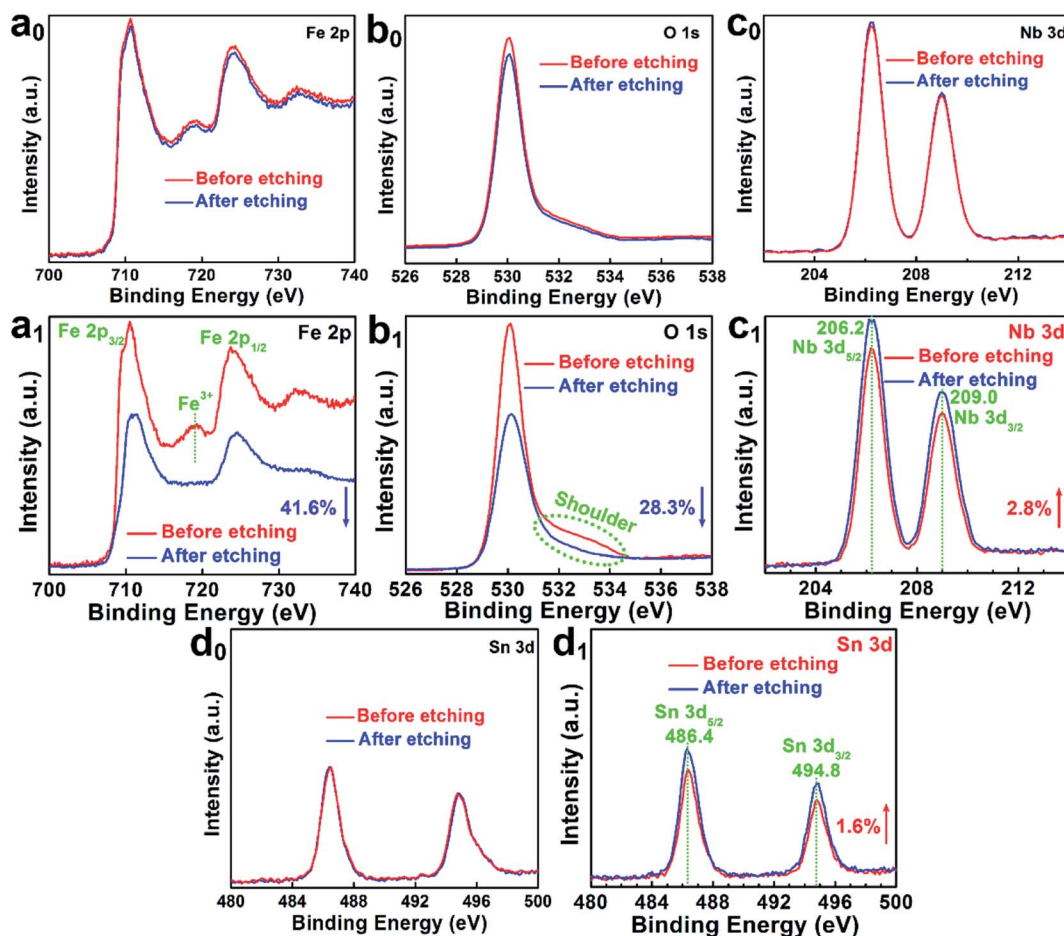 a0
Fe 2p
Before etching
After etching
Intensity (a.u.)
700 710 720 730 740
Binding Energy (eV)
b0
O 1s
Before etching
After etching
Intensity (a.u.)
526 528 530 532 534 536 538
Binding Energy (eV)
c0
Nb 3d
Before etching
After etching
Intensity (a.u.)
204 208 212
Binding Energy (eV)
a1
Fe 2p3/2
Fe 2p
Fe 2p1/2
Fe3+
41.6%
Before etching
After etching
Intensity (a.u.)
700 710 720 730 740
Binding Energy (eV)
b1
O 1s
Before etching
After etching
Shoulder
28.3%
Intensity (a.u.)
526 528 530 532 534 536 538
Binding Energy (eV)
c1
206.2
Nb 3d
Nb 3d5/2
Before etching
After etching
209.0
Nb 3d3/2
2.8%
Intensity (a.u.)
204 208 212
Binding Energy (eV)
d0
Sn 3d
Before etching
After etching
Intensity (a.u.)
480 484 488 492 496 500
Binding Energy (eV)
d1
Sn 3d
Before etching
After etching
Sn 3d5/2
486.4
Sn 3d3/2
494.8
1.6%
Intensity (a.u.)
480 484 488 492 496 500
Binding Energy (eV)